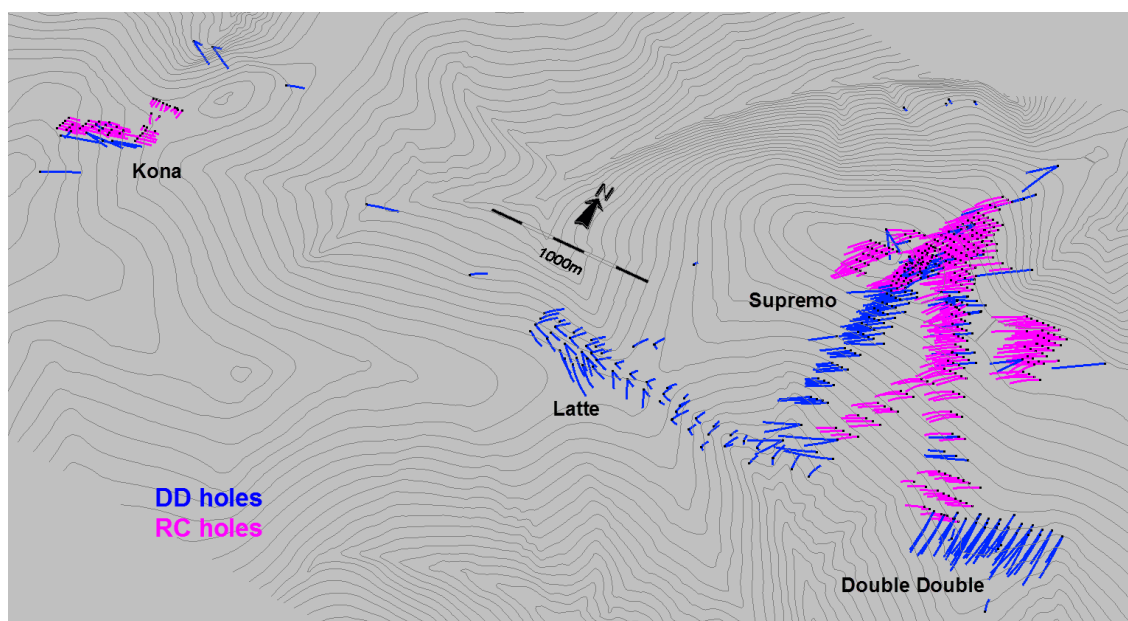 Kona
N
1000m
Supremo
Latte
DD holes
RC holes
Double Double